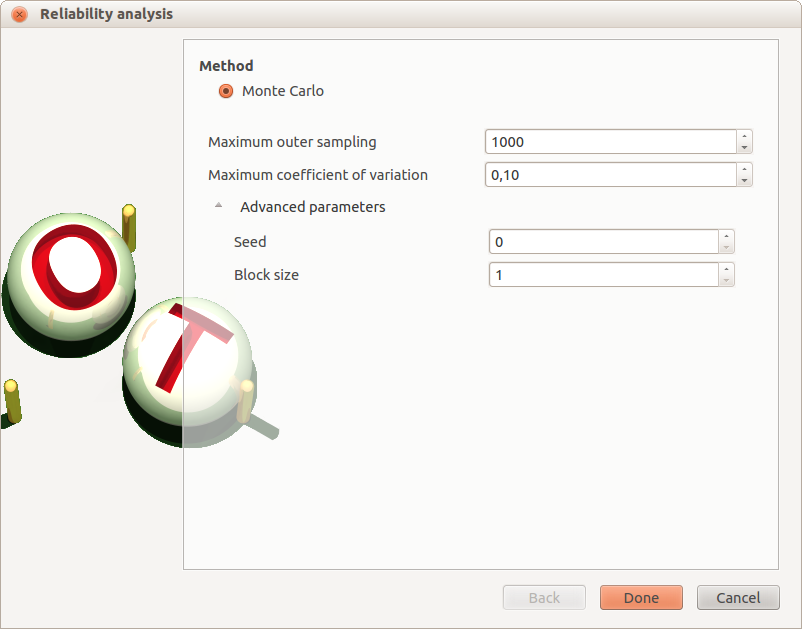 Reliability analysis
Method
Monte Carlo
Maximum outer sampling 1000
Maximum coefficient of variation 0,10
Advanced parameters
Seed 0
Block size 1
O
T
Back Done Cancel